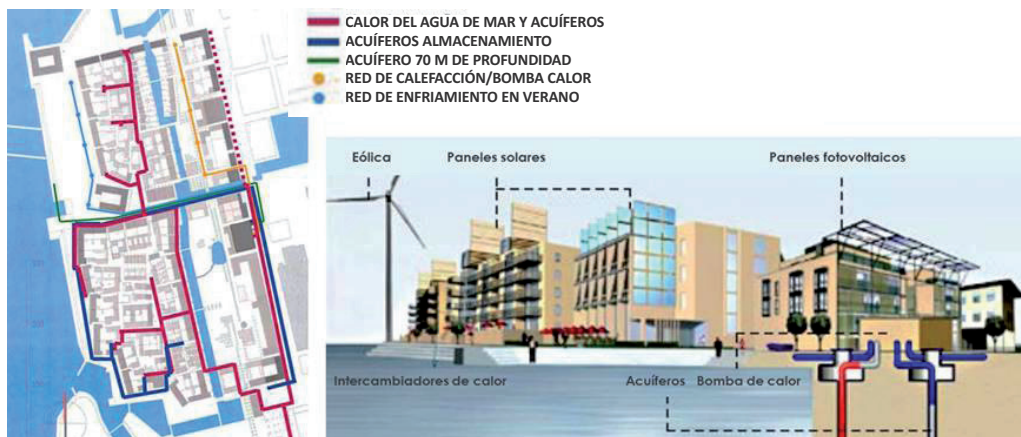 CALOR DEL AGUA DE MAR Y ACUÍFEROS
ACUÍFEROS ALMACENAMIENTO
ACUÍFERO 70 M DE PROFUNDIDAD
RED DE CALEFACCIÓN/BOMBA CALOR
RED DE ENFRIAMIENTO EN VERANO
Eólica
Paneles solares
Paneles fotovoltaicos
Intercambiadores de calor
Acuíferos
Bomba de calor